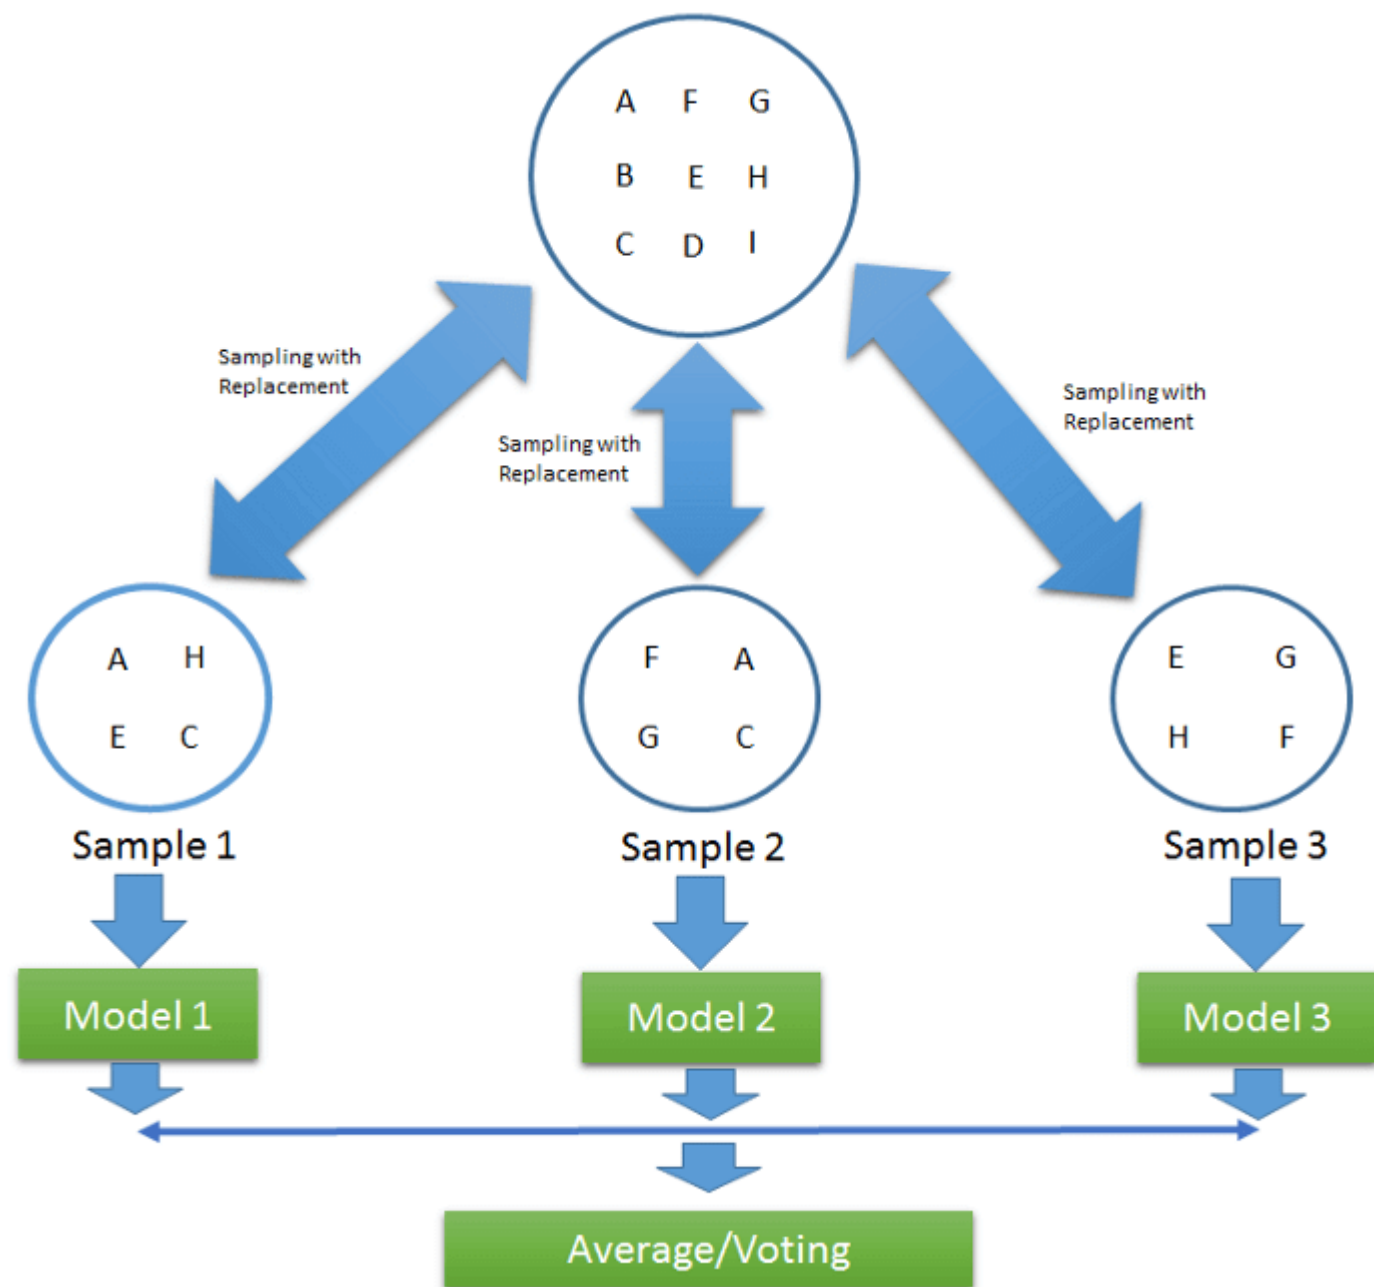 A F G
B E H
C D I
Sampling with
Replacement
Sampling with
Replacement
Sampling with
Replacement
A H
E C
F A
G C
E G
H F
Sample 1
Sample 2
Sample 3
Model 1
Model 2
Model 3
Average/Voting